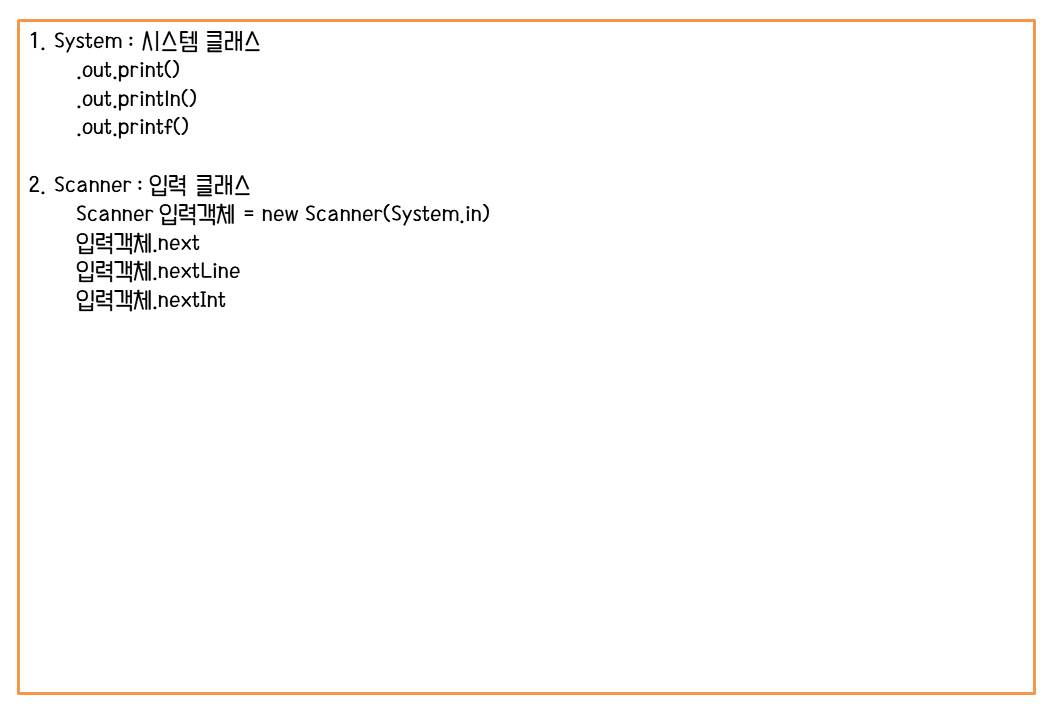 1. System : 시스템 클래스
.out.print()
.out.println()
.out.printf()
2. Scanner : 입력 클래스
Scanner 입력객체 = new Scanner(System.in)
입력객체.next
입력객체.nextLine
입력객체.nextInt